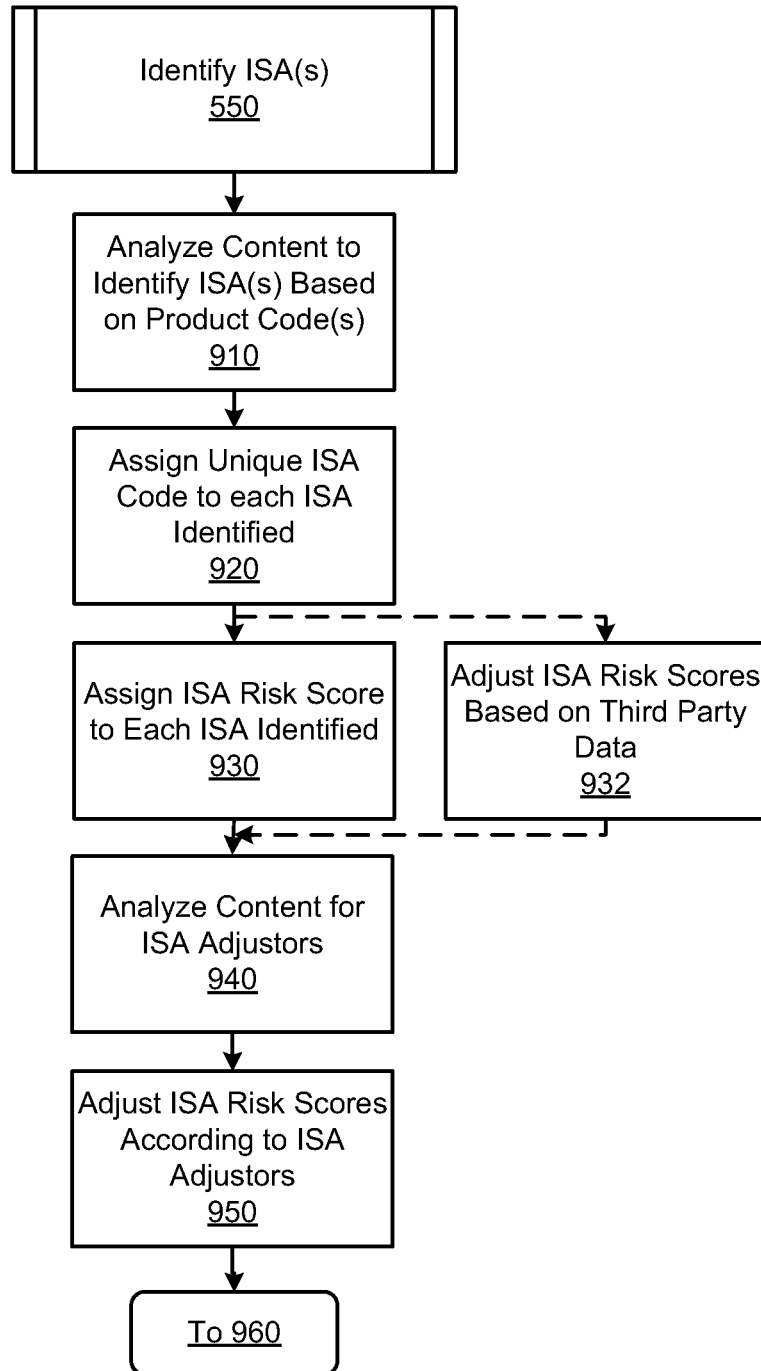 Identify ISA(s)
550
Analyze Content to
Identify ISA(s) Based
on Product Code(s)
910
Assign Unique ISA
Code to each ISA
Identified
920
Assign ISA Risk Score
to Each ISA Identified
930
Adjust ISA Risk Scores
Based on Third Party
Data
932
Analyze Content for
ISA Adjustors
940
Adjust ISA Risk Scores
According to ISA
Adjustors
950
To 960